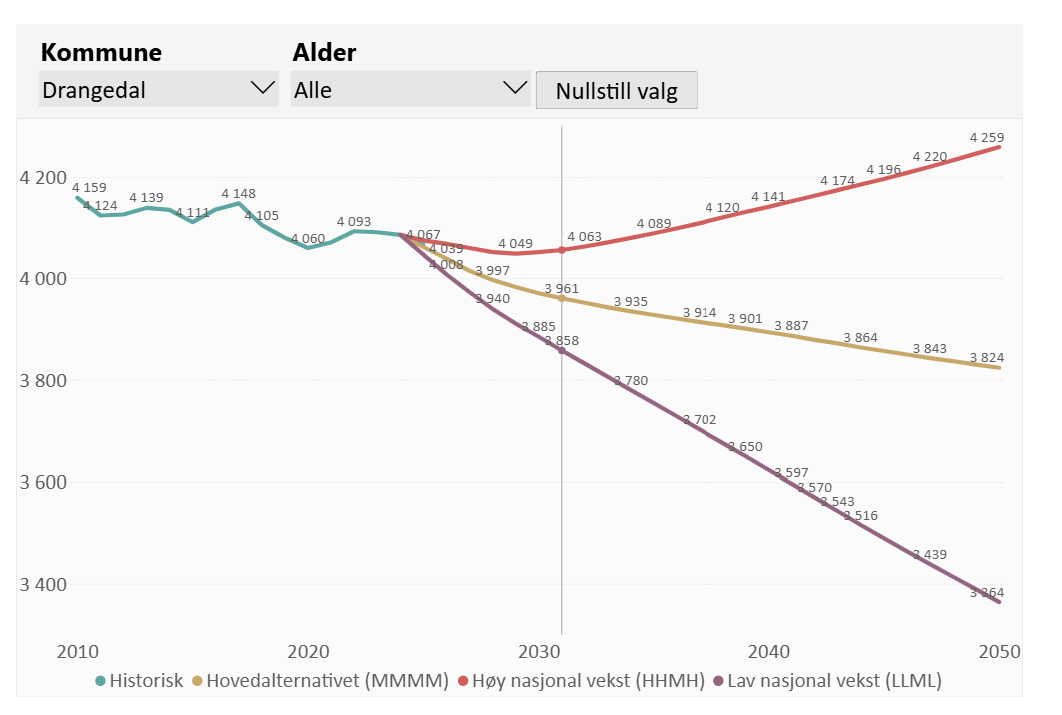 Kommune Alder
Drangedal Alle Nullstill valg
4 259
4 220
4 196
4 200 4 174
4 159 4 148 4 141
4 124 4 139 4 120
4 111 4 105 4 093 4 089
4 060 4 067 4 049 4 063
4 039
4 008 3 997
4 000
3 940 3 961 3 935
3 914 3 901 3 887
3 885 3 864 3 843
3 858 3 824
3 800 3 780
3 702
3 650
3 597
3 600 3 570
3 543
3 516
3 439
3 400 3 364
2010 2020 2030 2040 2050
Historisk Hovedalternativet (MMMM) Høy nasjonal vekst (HHMH) Lav nasjonal vekst (LLML)